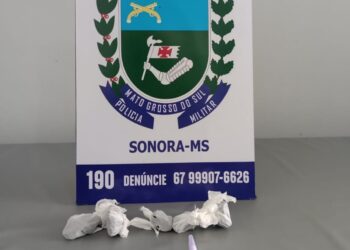 MATO GROSSO DO SUL
POLÍCIA MILITAR
SONORA-MS
190 DENÚNCIE 67 99907-6626